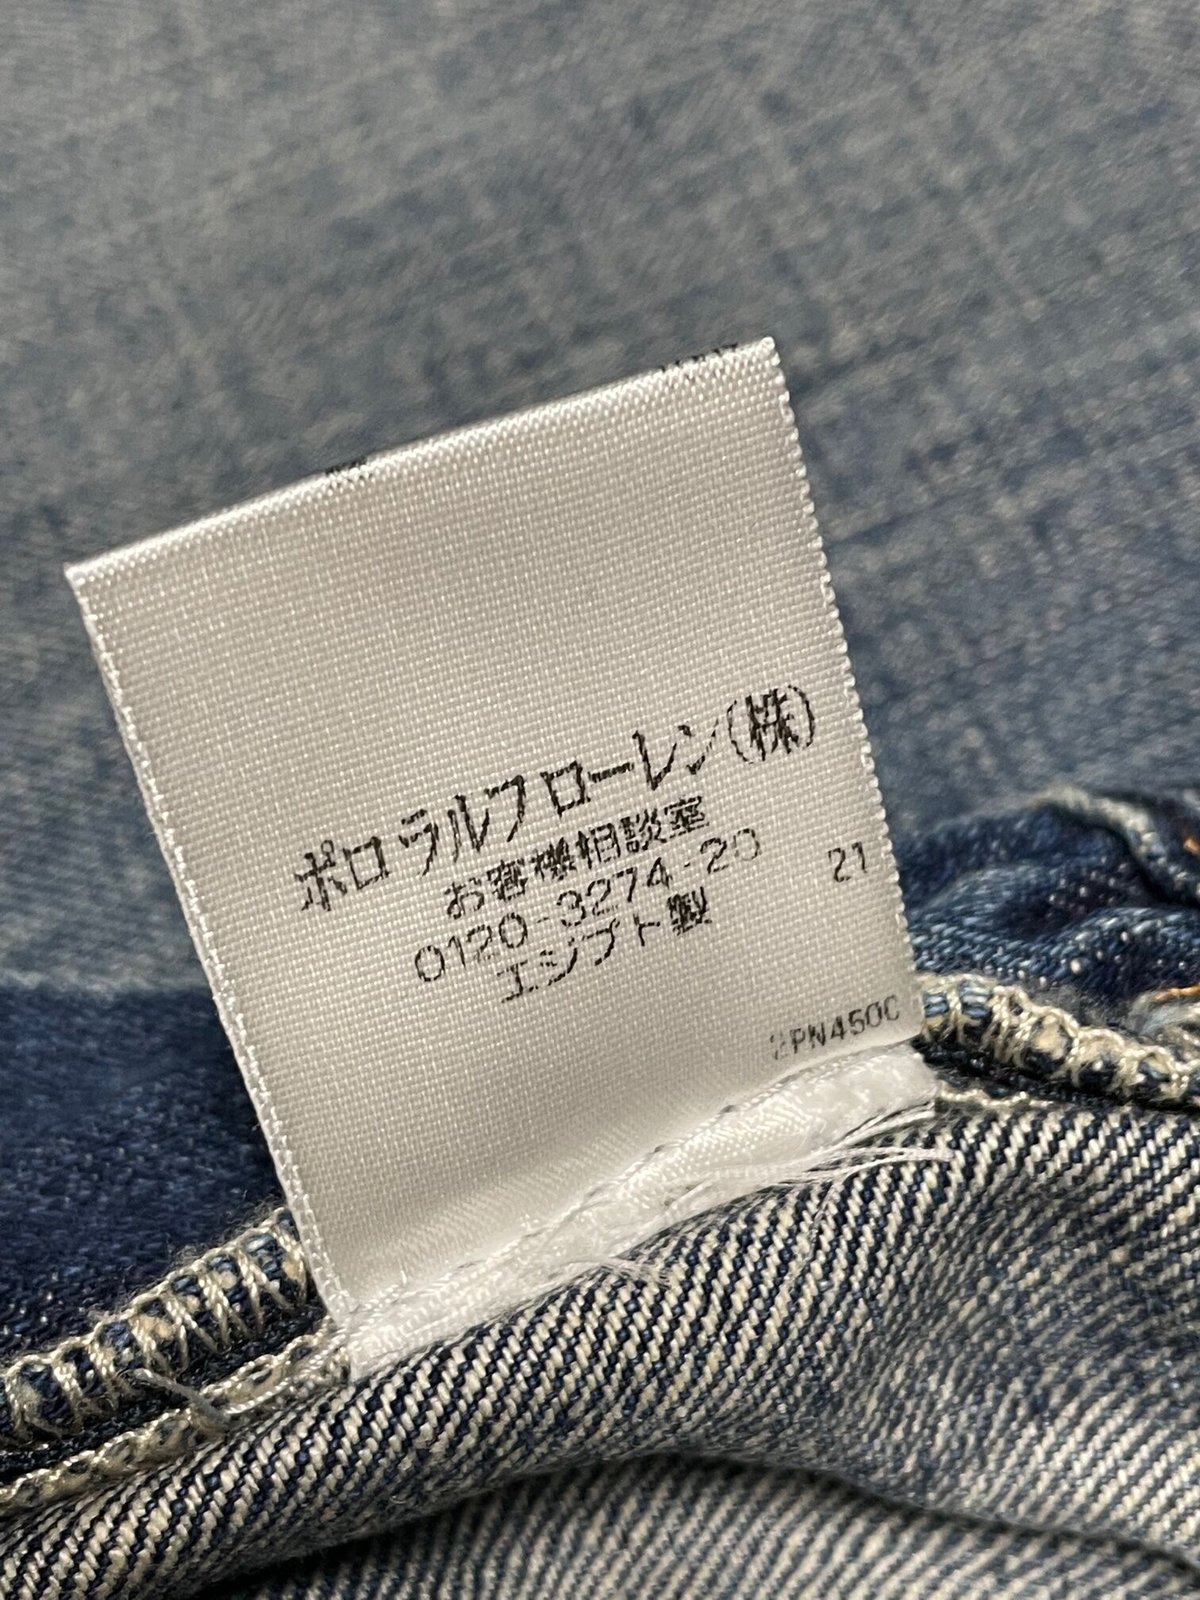 ポロ ラルフ ローレン(株)
お客様相談室
0120-3274-20
21
エジプト製
2PN450C